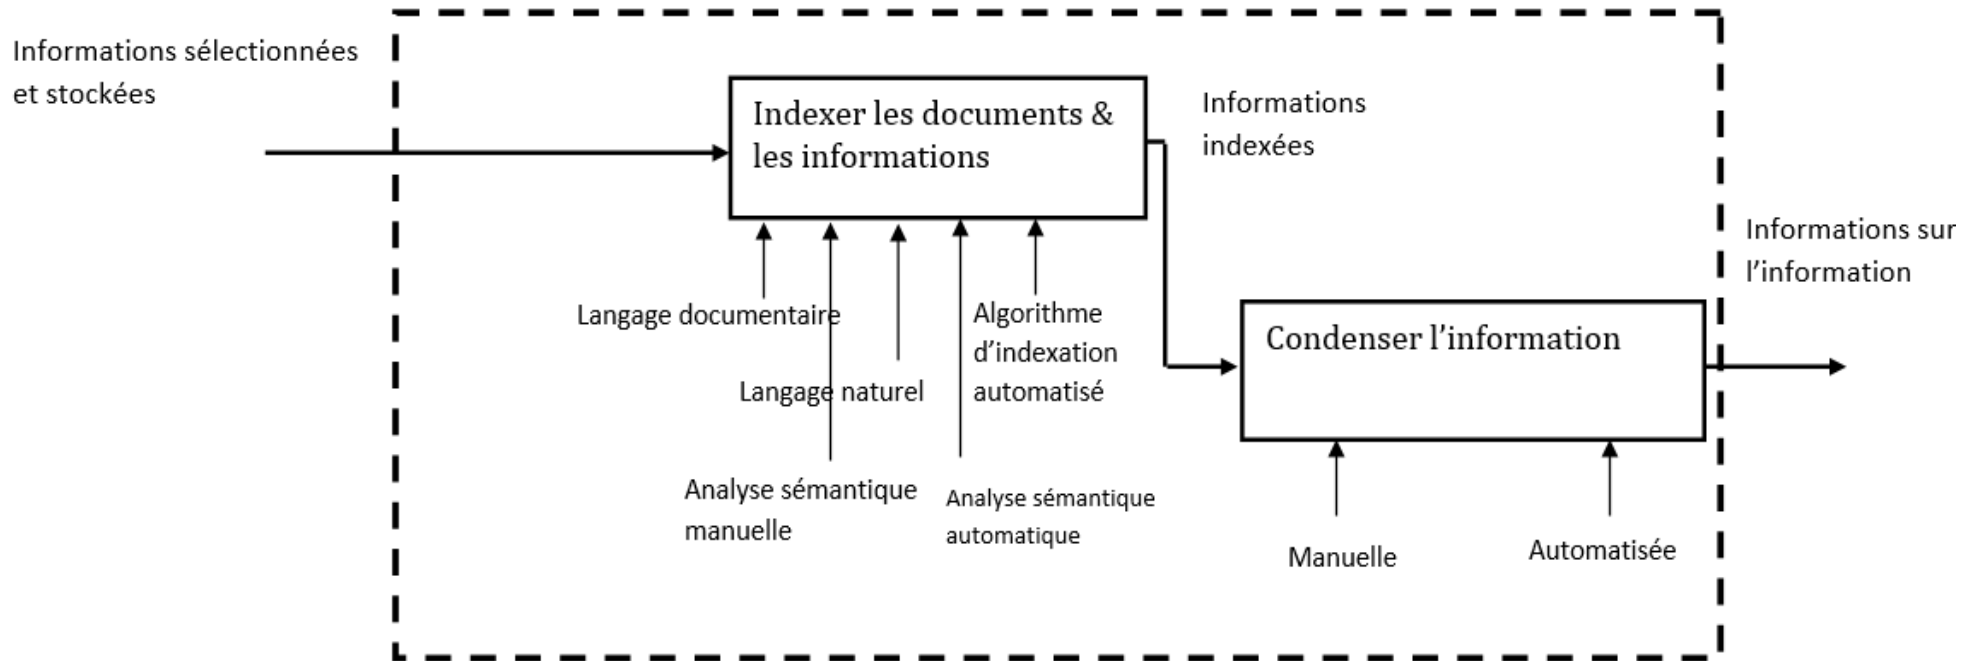 Informations sélectionnées
et stockées
Indexer les documents &
les informations
Informations
indexées
Informations sur
l’information
Langage documentaire
Algorithme
d’indexation
automatisé
Condenser l’information
Langage naturel
Analyse sémantique
manuelle
Analyse sémantique
automatique
Manuelle
Automatisée